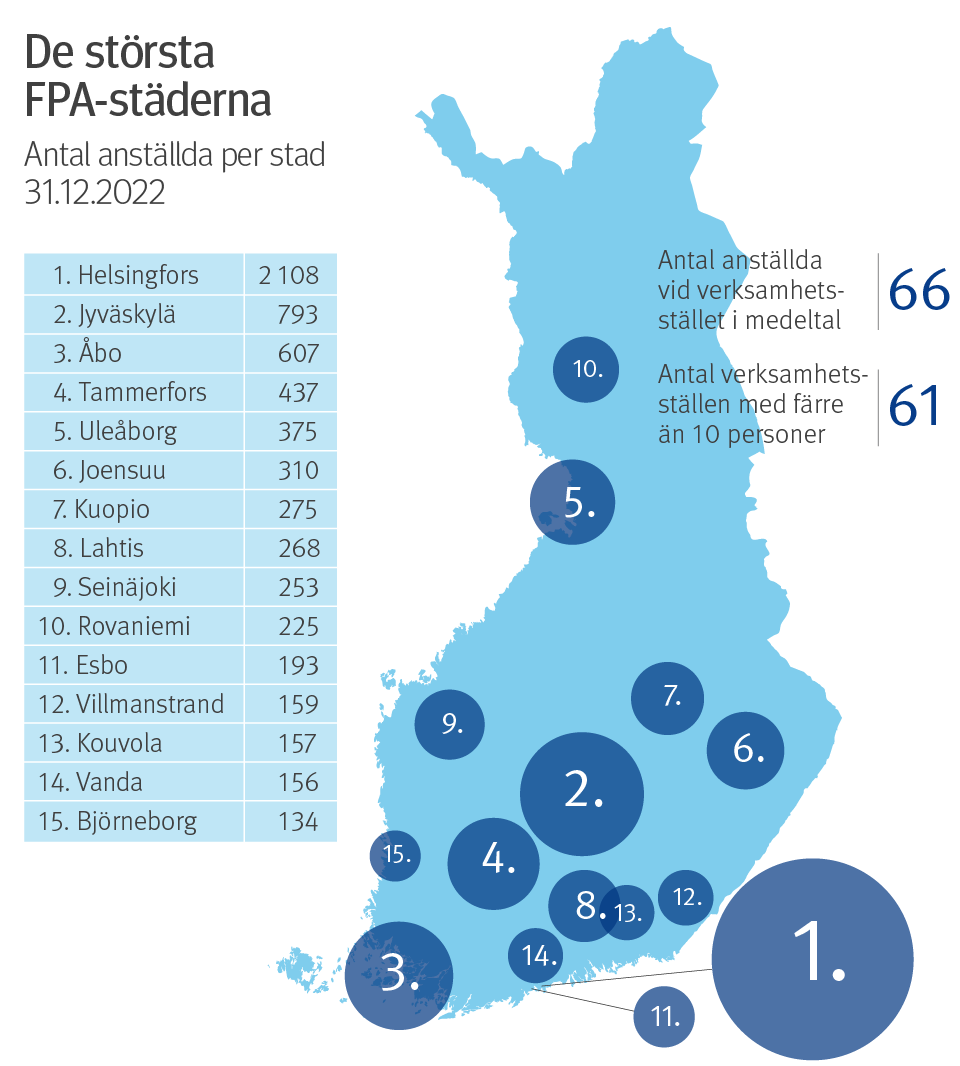 De största
FPA-städerna
Antal anställda per stad
31.12.2022
1. Helsingfors 2 108
2. Jyväskylä 793
3. Åbo 607
4. Tammerfors 437
5. Uleåborg 375
6. Joensuu 310
7. Kuopio 275
8. Lahtis 268
9. Seinäjoki 253
10. Rovaniemi 225
11. Esbo 193
12. Villmanstrand 159
13. Kouvola 157
14. Vanda 156
15. Björneborg 134
Antal anställda
vid verksamhets-
stället i medeltal
66
Antal verksamhets-
ställen med färre
än 10 personer
61
10.
5.
7.
9.
6.
2.
15.
4.
8.
13.
12.
14.
3.
1.
11.